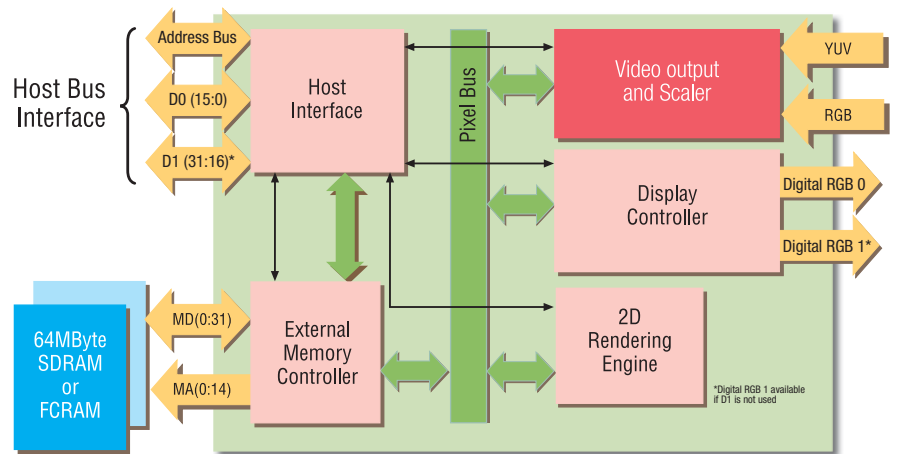 Host Bus
Interface
Address Bus
D0 (15:0)
D1 (31:16)*
Host
Interface
Pixel Bus
Video output
and Scaler
YUV
RGB
Display
Controller
Digital RGB 0
Digital RGB 1*
64MByte
SDRAM
or
FCRAM
MD(0:31)
MA(0:14)
External
Memory
Controller
2D
Rendering
Engine
*Digital RGB 1 available
if D1 is not used